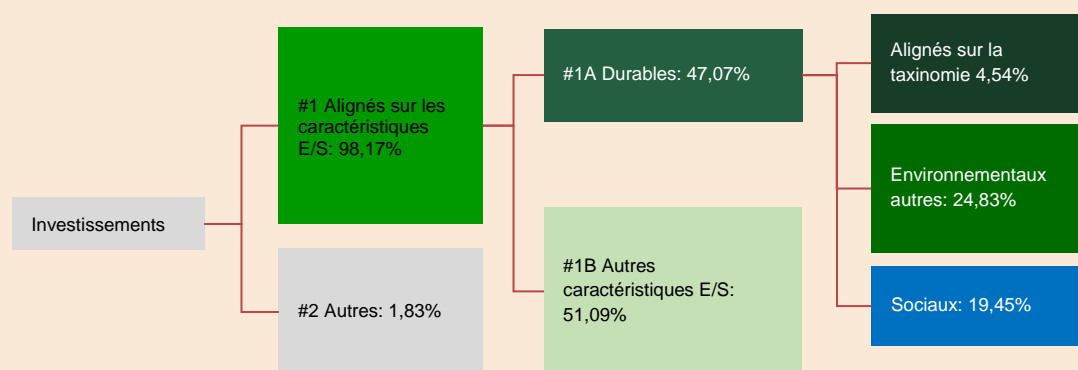 Investissements
#1 Alignés sur les
caractéristiques
E/S: 98,17%
#2 Autres: 1,83%
#1A Durables: 47,07%
#1B Autres
caractéristiques E/S:
51,09%
Alignés sur la
taxinomie 4,54%
Environnementaux
autres: 24,83%
Sociaux: 19,45%